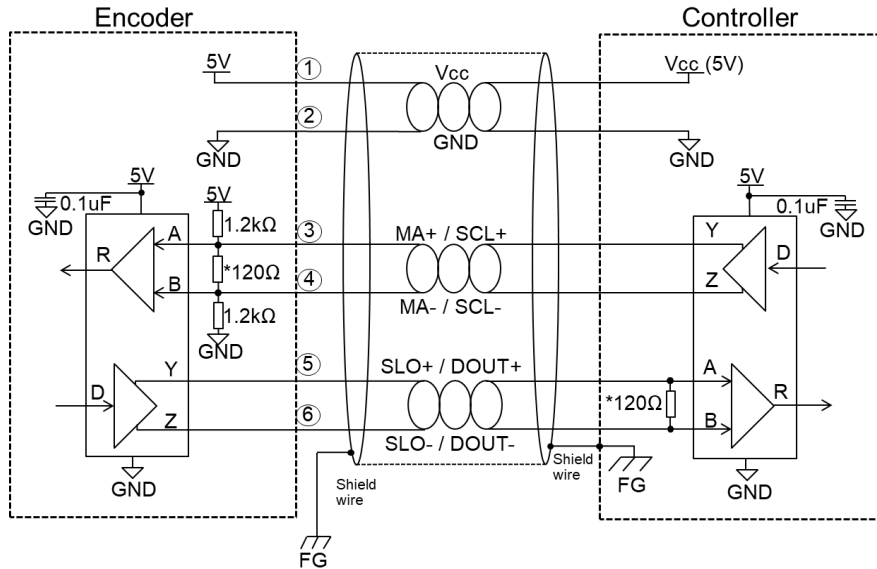 Encoder
Controller
5V
①
Vcc
Vcc (5V)
②
GND
GND
GND
5V
5V
5V
0.1uF
GND
1.2kΩ
③
MA+ / SCL+
Y
0.1uF
GND
R
A
*120Ω
D
B
④
MA- / SCL-
Z
1.2kΩ
GND
⑤
SLO+ / DOUT+
Y
A
D
*120Ω
R
Z
⑥
SLO- / DOUT-
B
GND
Shield
wire
Shield
wire
FG
GND
FG